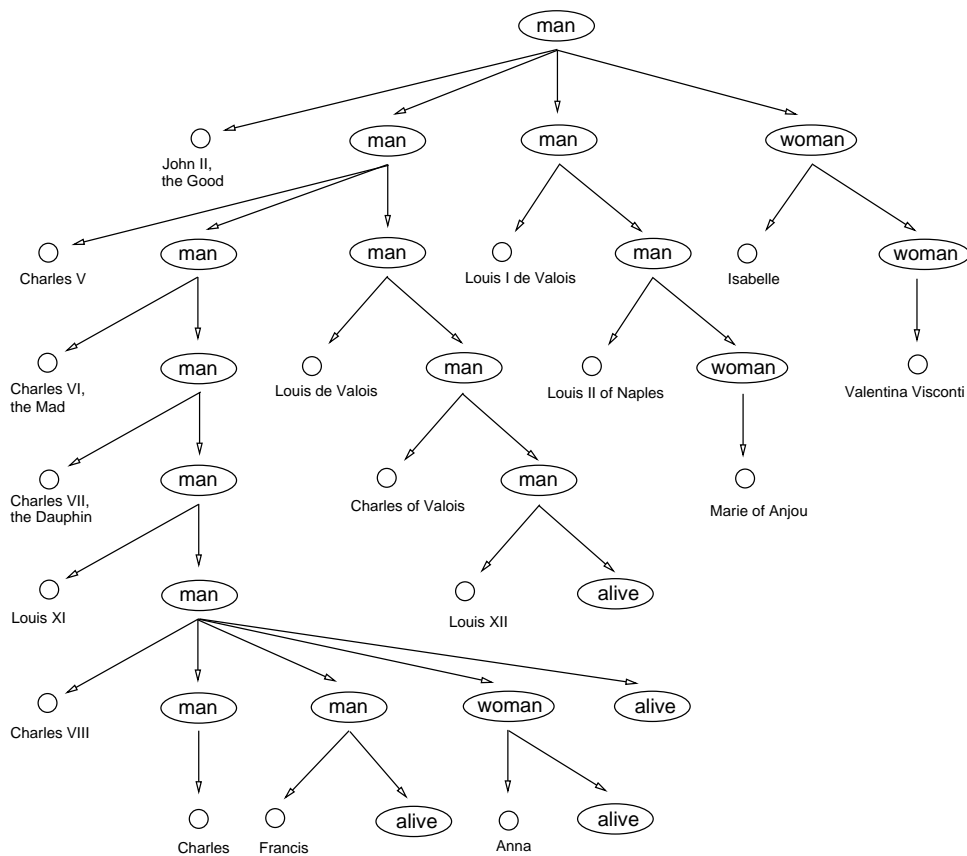 man
man
man
woman
John II,
the Good
man
man
Louis I de Valois
man
Isabelle
woman
Charles V
man
Louis de Valois
man
Louis II of Naples
woman
Valentina Visconti
Charles VI,
the Mad
man
Charles of Valois
man
Marie of Anjou
Charles VII,
the Dauphin
man
Louis XII
alive
Louis XI
man
man
woman
alive
Charles VIII
Charles
Francis
alive
Anna
alive